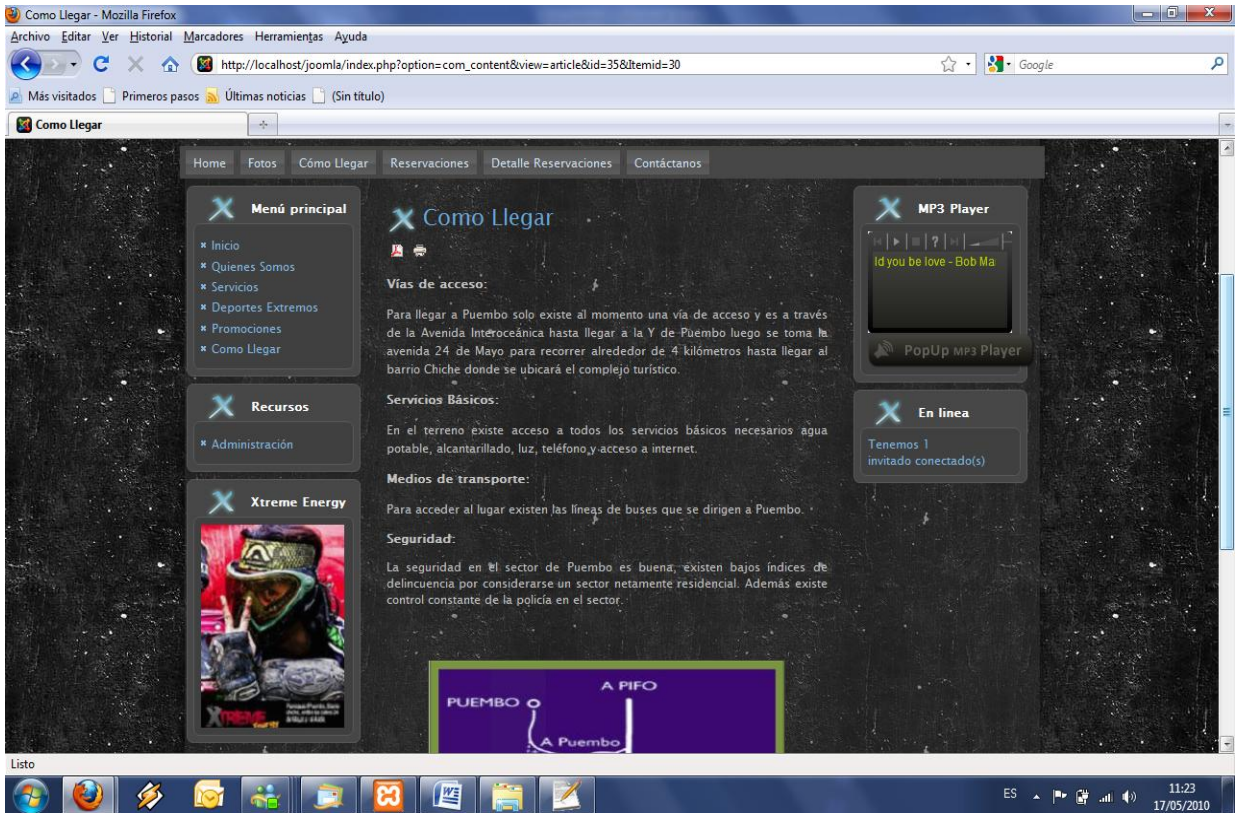 Como Llegar - Mozilla Firefox
Archivo Editar Ver Historial Marcadores Herramientas Ayuda
http://localhost/joomla/index.php?option=com_content&view=article&id=35&Itemid=30
Google
Más visitados Primeros pasos Últimas noticias (Sin título)
Como Llegar
Home Fotos Cómo Llegar Reservaciones Detalle Reservaciones Contáctanos
Menú principal
Inicio
Quienes Somos
Servicios
Deportes Extremos
Promociones
Como Llegar
Recursos
Administración
Xtreme Energy
XTREME
Como Llegar
Vías de acceso:
Para llegar a Puembo solo existe al momento una vía de acceso y es a través
de la Avenida Interoceánica hasta llegar a la Y de Puembo luego se toma la
avenida 24 de Mayo para recorrer alrededor de 4 kilómetros hasta llegar al
barrio Chiche donde se ubicará el complejo turístico.
Servicios Básicos:
En el terreno existe acceso a todos los servicios básicos necesarios agua
potable, alcantarillado, luz, teléfono y acceso a internet.
Medios de transporte:
Para acceder al lugar existen las líneas de buses que se dirigen a Puembo.
Seguridad:
La seguridad en el sector de Puembo es buena, existen bajos índices de
delincuencia por considerarse un sector netamente residencial. Además existe
control constante de la policía en el sector.
A PIFO
PUEMBO
A Puembo
MP3 Player
ld you be love - Bob Ma
PopUp MP3 Player
En linea
Tenemos 1
invitado conectado(s)
Listo
ES
11:23
17/05/2010